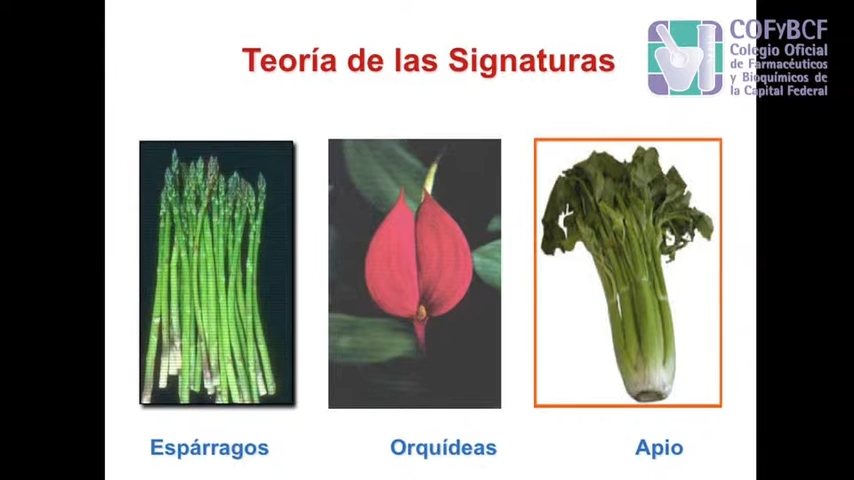 Teoría de las Signaturas
COFyBCF
Colegio Oficial
de Farmacéuticos
y Bioquímicos de
la Capital Federal
Espárragos
Orquídeas
Apio